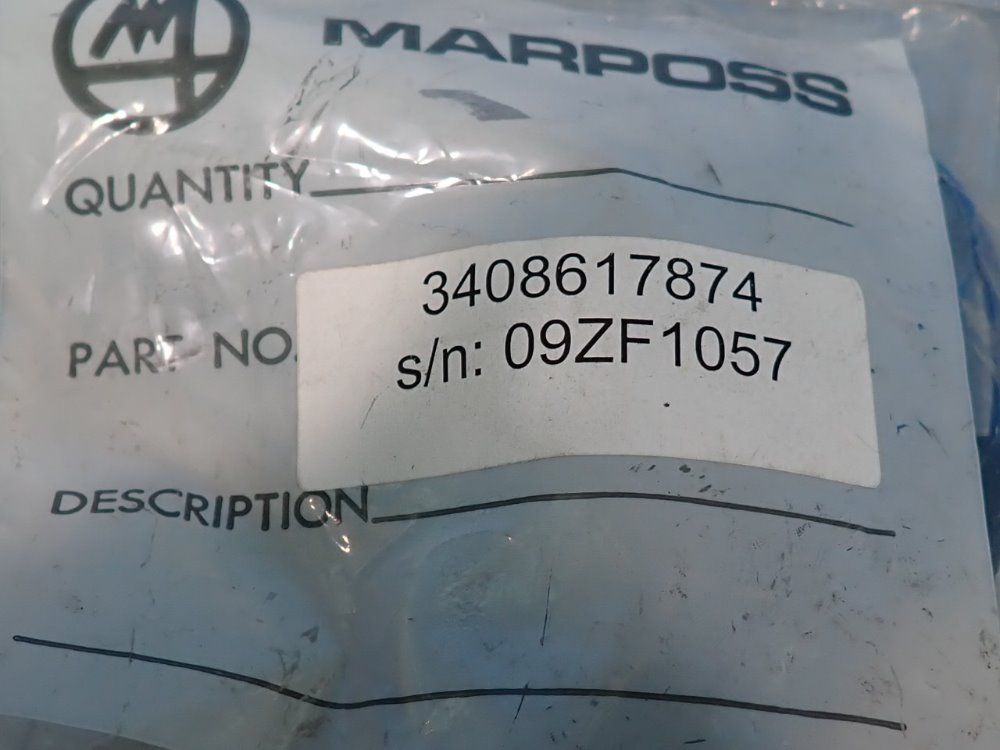 MARPOSS
QUANTITY
3408617874
PART NO.
s/n: 09ZF1057
DESCRIPTION